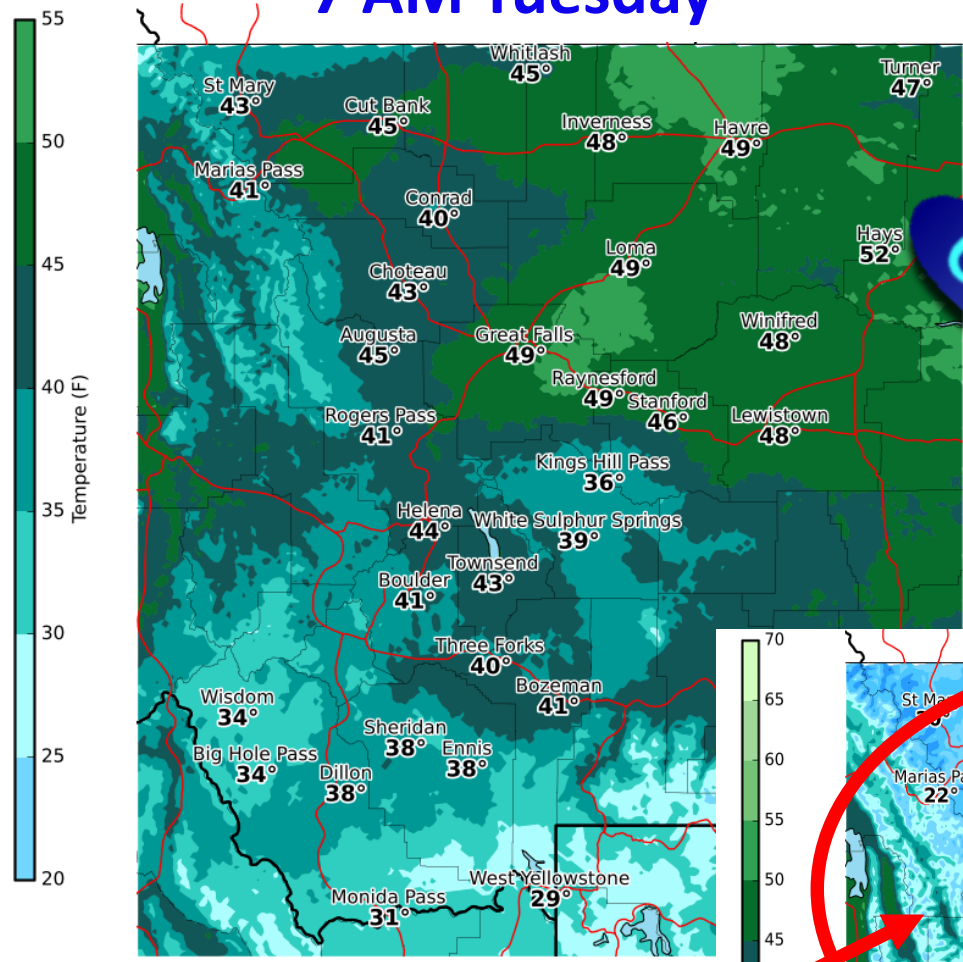 7 AM Tuesday
55
50
45
40
35
30
25
20
Temperature (F)
Whitlash
45°
Turner
47°
St Mary
43°
Cut Bank
45°
Inverness
48°
Havre
49°
Marias Pass
41°
Conrad
40°
Hays
52°
Loma
49°
Choteau
43°
Augusta
45°
Great Falls
49°
Winifred
48°
Raynesford
49°
Stanford
46°
Rogers Pass
41°
Lewistown
48°
Kings Hill Pass
36°
Helena
44°
White Sulphur Springs
39°
Townsend
43°
Boulder
41°
Three Forks
40°
Bozeman
41°
Wisdom
34°
Sheridan
38°
Ennis
38°
Big Hole Pass
34°
Dillon
38°
West Yellowstone
29°
Monida Pass
31°
70
65
60
55
50
45
St Ma
Marias Pa
22°